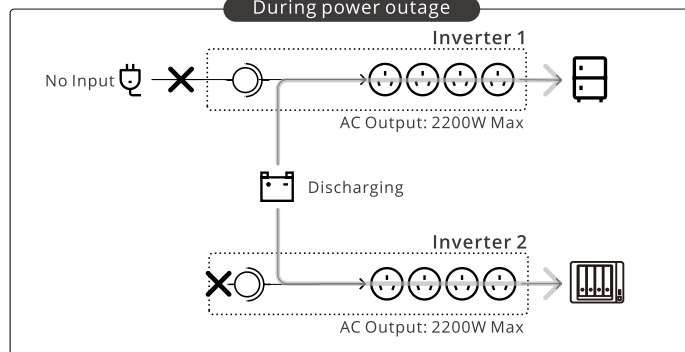 During power outage
Inverter 1
No Input
AC Output: 2200W Max
Discharging
Inverter 2
AC Output: 2200W Max